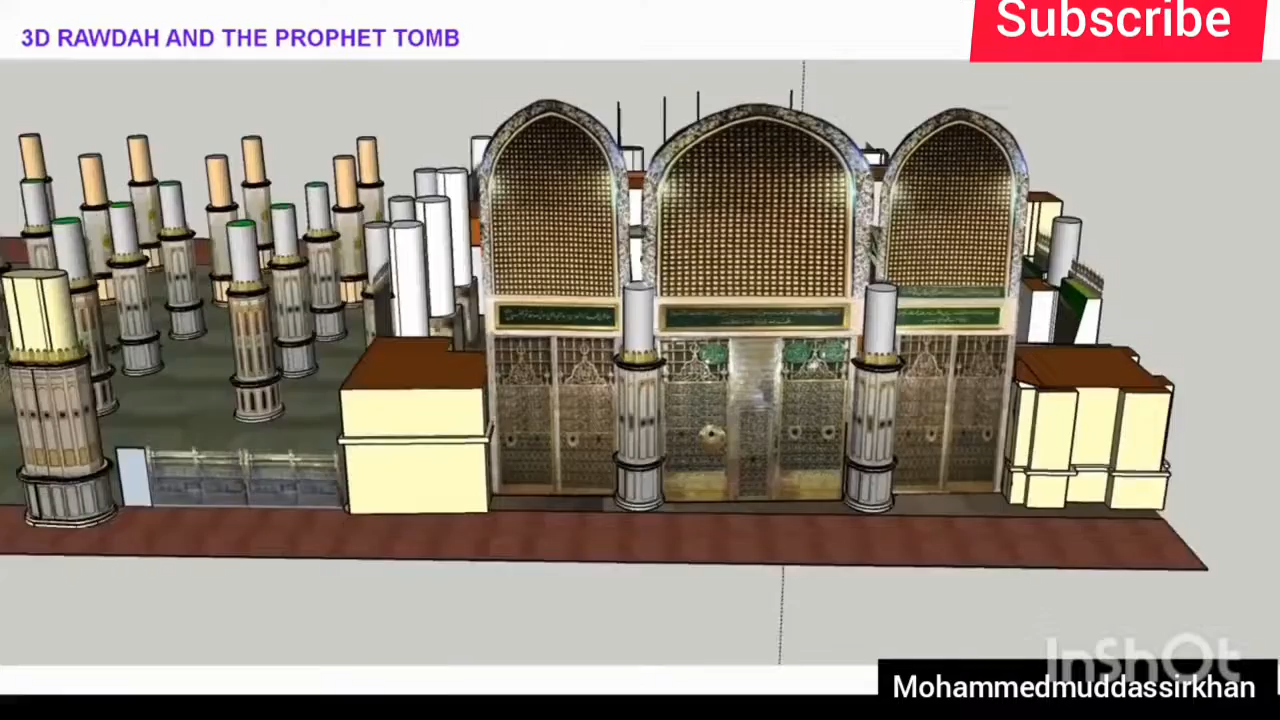 3D RAWDAH AND THE PROPHET TOMB
Subscribe
InShOt
Mohammedmuddassirkhan